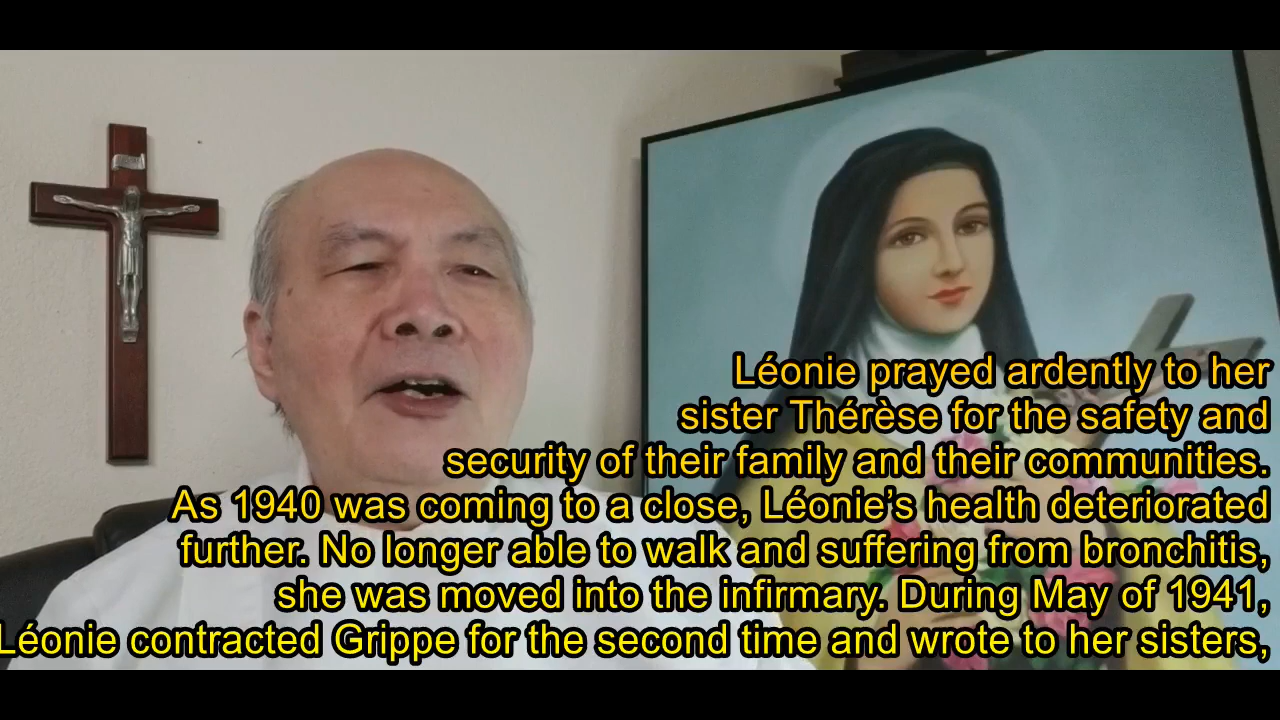 Léonie prayed ardently to her
sister Thérèse for the safety and
security of their family and their communities.
As 1940 was coming to a close, Léonie’s health deteriorated
further. No longer able to walk and suffering from bronchitis,
she was moved into the infirmary. During May of 1941,
Léonie contracted Grippe for the second time and wrote to her sisters,